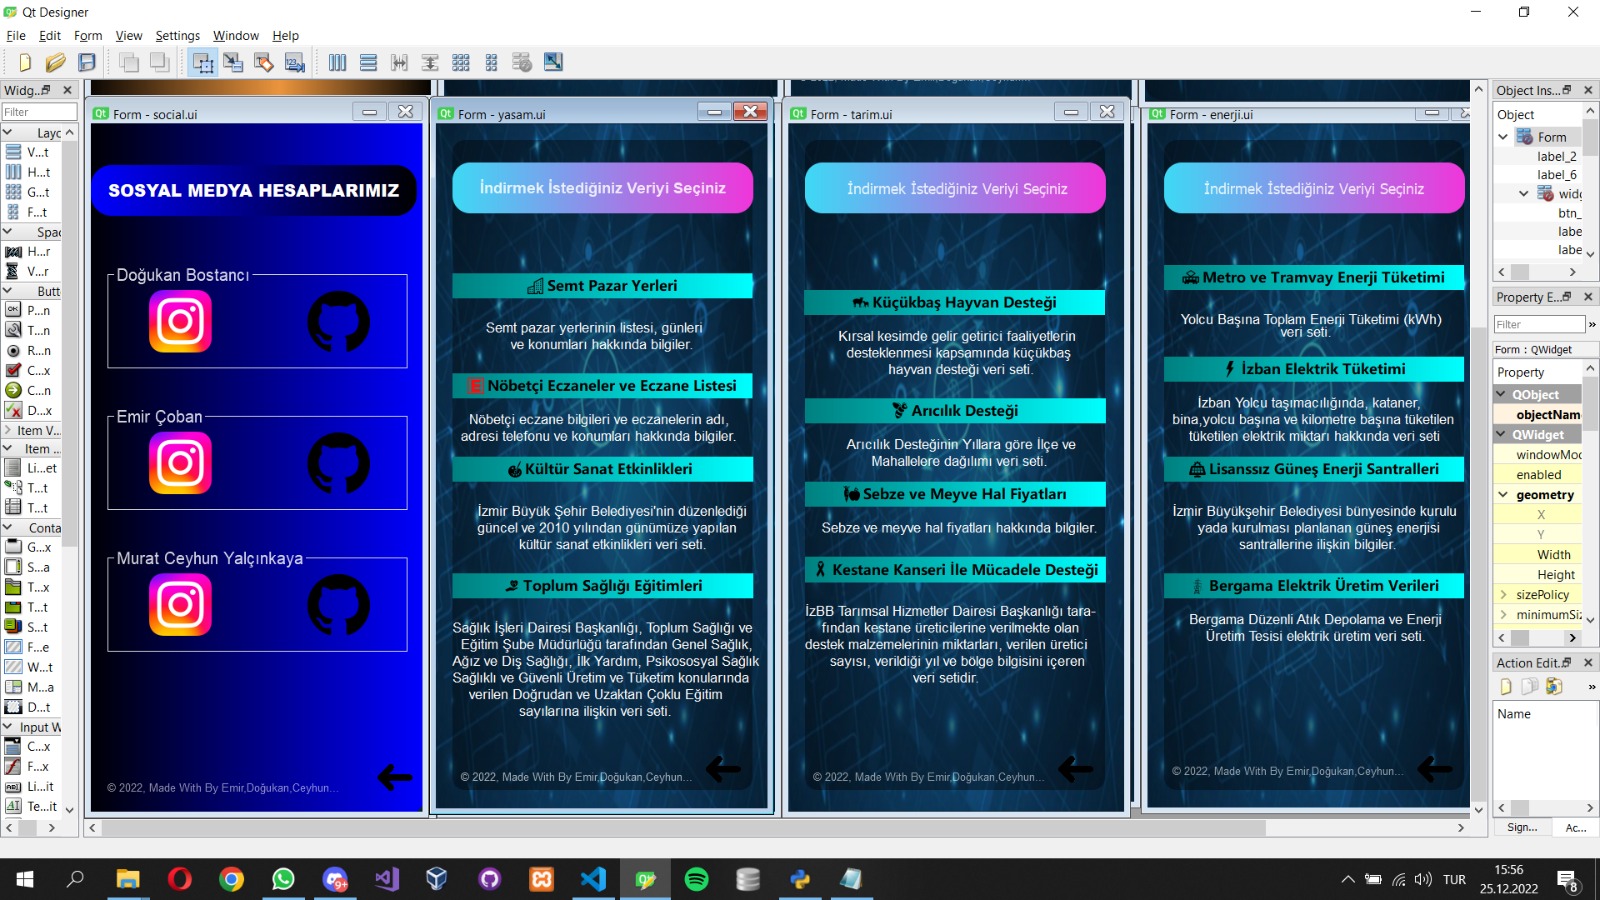 Qt Designer
File Edit Form View Settings Window Help
Widg...
Filter
Layc
V...t
H...t
G...t
F...t
Spac
H...r
V...r
Butt
P...n
T...n
R...n
C...x
C...n
D...x
Item V...
Item ...
Li...et
T...t
T...t
Conta
G...x
S...a
T...x
T...t
S...t
F...e
W...t
M...a
D...t
Input W
C...x
F...x
Li...it
Te...it
Form - social.ui
SOSYAL MEDYA HESAPLARIMIZ
Doğukan Bostancı
Emir Çoban
Murat Ceyhun Yalçınkaya
© 2022, Made With By Emir,Doğukan,Ceyhun...
Form - yasam.ui
İndirmek İstediğiniz Veriyi Seçiniz
Semt Pazar Yerleri
Semt pazar yerlerinin listesi, günleri
ve konumları hakkında bilgiler.
Nöbetçi Eczaneler ve Eczane Listesi
Nöbetçi eczane bilgileri ve eczanelerin adı,
adresi telefonu ve konumları hakkında bilgiler.
Kültür Sanat Etkinlikleri
İzmir Büyük Şehir Belediyesi'nin düzenlediği
güncel ve 2010 yılından günümüze yapılan
kültür sanat etkinlikleri veri seti.
Toplum Sağlığı Eğitimleri
Sağlık İşleri Dairesi Başkanlığı, Toplum Sağlığı ve
Eğitim Şube Müdürlüğü tarafından Genel Sağlık,
Ağız ve Diş Sağlığı, İlk Yardım, Psikososyal Sağlık
Sağlıklı ve Güvenli Üretim ve Tüketim konularında
verilen Doğrudan ve Uzaktan Çoklu Eğitim
sayılarına ilişkin veri seti.
© 2022, Made With By Emir,Doğukan,Ceyhun...
Form - tarim.ui
İndirmek İstediğiniz Veriyi Seçiniz
Küçükbaş Hayvan Desteği
Kırsal kesimde gelir getirici faaliyetlerin
desteklenmesi kapsamında küçükbaş
hayvan desteği veri seti.
Arıcılık Desteği
Arıcılık Desteğinin Yıllara göre İlçe ve
Mahallelere dağılımı veri seti.
Sebze ve Meyve Hal Fiyatları
Sebze ve meyve hal fiyatları hakkında bilgiler.
Kestane Kanseri İle Mücadele Desteği
İzBB Tarımsal Hizmetler Dairesi Başkanlığı tara-
fından kestane üreticilerine verilmekte olan
destek malzemelerinin miktarları, verilen üretici
sayısı, verildiği yıl ve bölge bilgisini içeren
veri setidir.
© 2022, Made With By Emir,Doğukan,Ceyhun...
Form - enerji.ui
İndirmek İstediğiniz Veriyi Seçiniz
Metro ve Tramvay Enerji Tüketimi
Yolcu Başına Toplam Enerji Tüketimi (kWh)
veri seti.
İzban Elektrik Tüketimi
İzban Yolcu taşımacılığında, kataner,
bina,yolcu başına ve kilometre başına tüketilen
tüketilen elektrik miktarı hakkında veri seti
Lisanssız Güneş Enerji Santralleri
İzmir Büyükşehir Belediyesi bünyesinde kurulu
yada kurulması planlanan güneş enerjisi
santrallerine ilişkin bilgiler.
Bergama Elektrik Üretim Verileri
Bergama Düzenli Atık Depolama ve Enerji
Üretim Tesisi elektrik üretim veri seti.
© 2022, Made With By Emir,Doğukan,Ceyhun...
Object Ins...
Object
Form
label_2
label_6
widg
btn_
labe
labe
Property E...
Filter
Form : QWidget
Property
QObject
objectNam
QWidget
windowMod
enabled
geometry
X
Y
Width
Height
sizePolicy
minimumSiz
Action Edit...
Name
Sign... Ac...
9+
TUR
15:56
25.12.2022
8